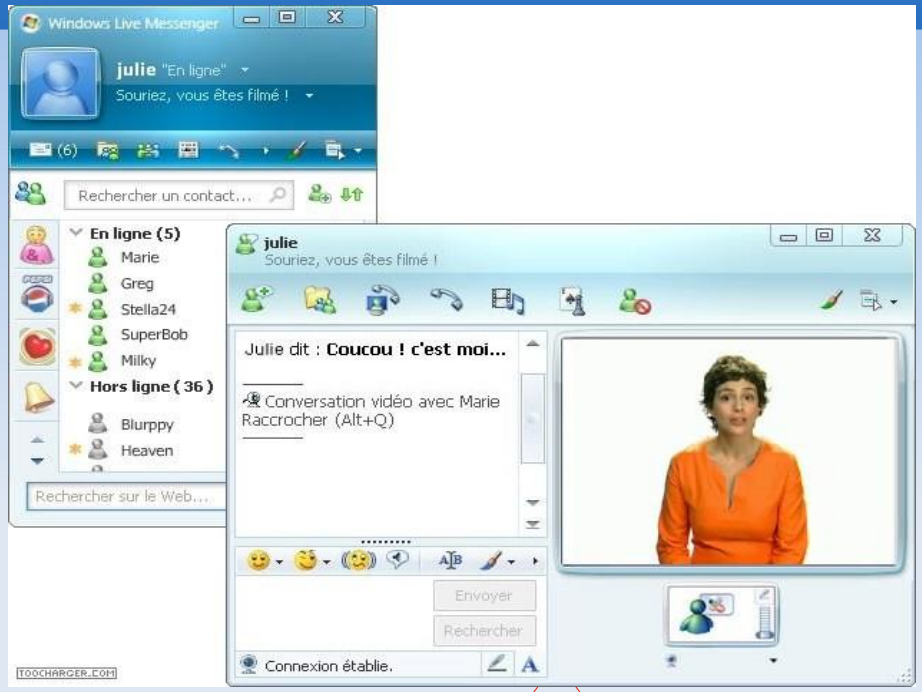 Windows Live Messenger
julie "En ligne"
Souriez, vous êtes filmé !
(6)
Rechercher un contact...
En ligne (5)
Marie
Greg
Stella24
SuperBob
Milky
Hors ligne ( 36 )
Blurppy
Heaven
Rechercher sur le Web...
julie
Souriez, vous êtes filmé !
Julie dit : Coucou ! c'est moi...
Conversation vidéo avec Marie
Raccrocher (Alt+Q)
Envoyer
Rechercher
Connexion établie.
A
TOOCHARGER.COM